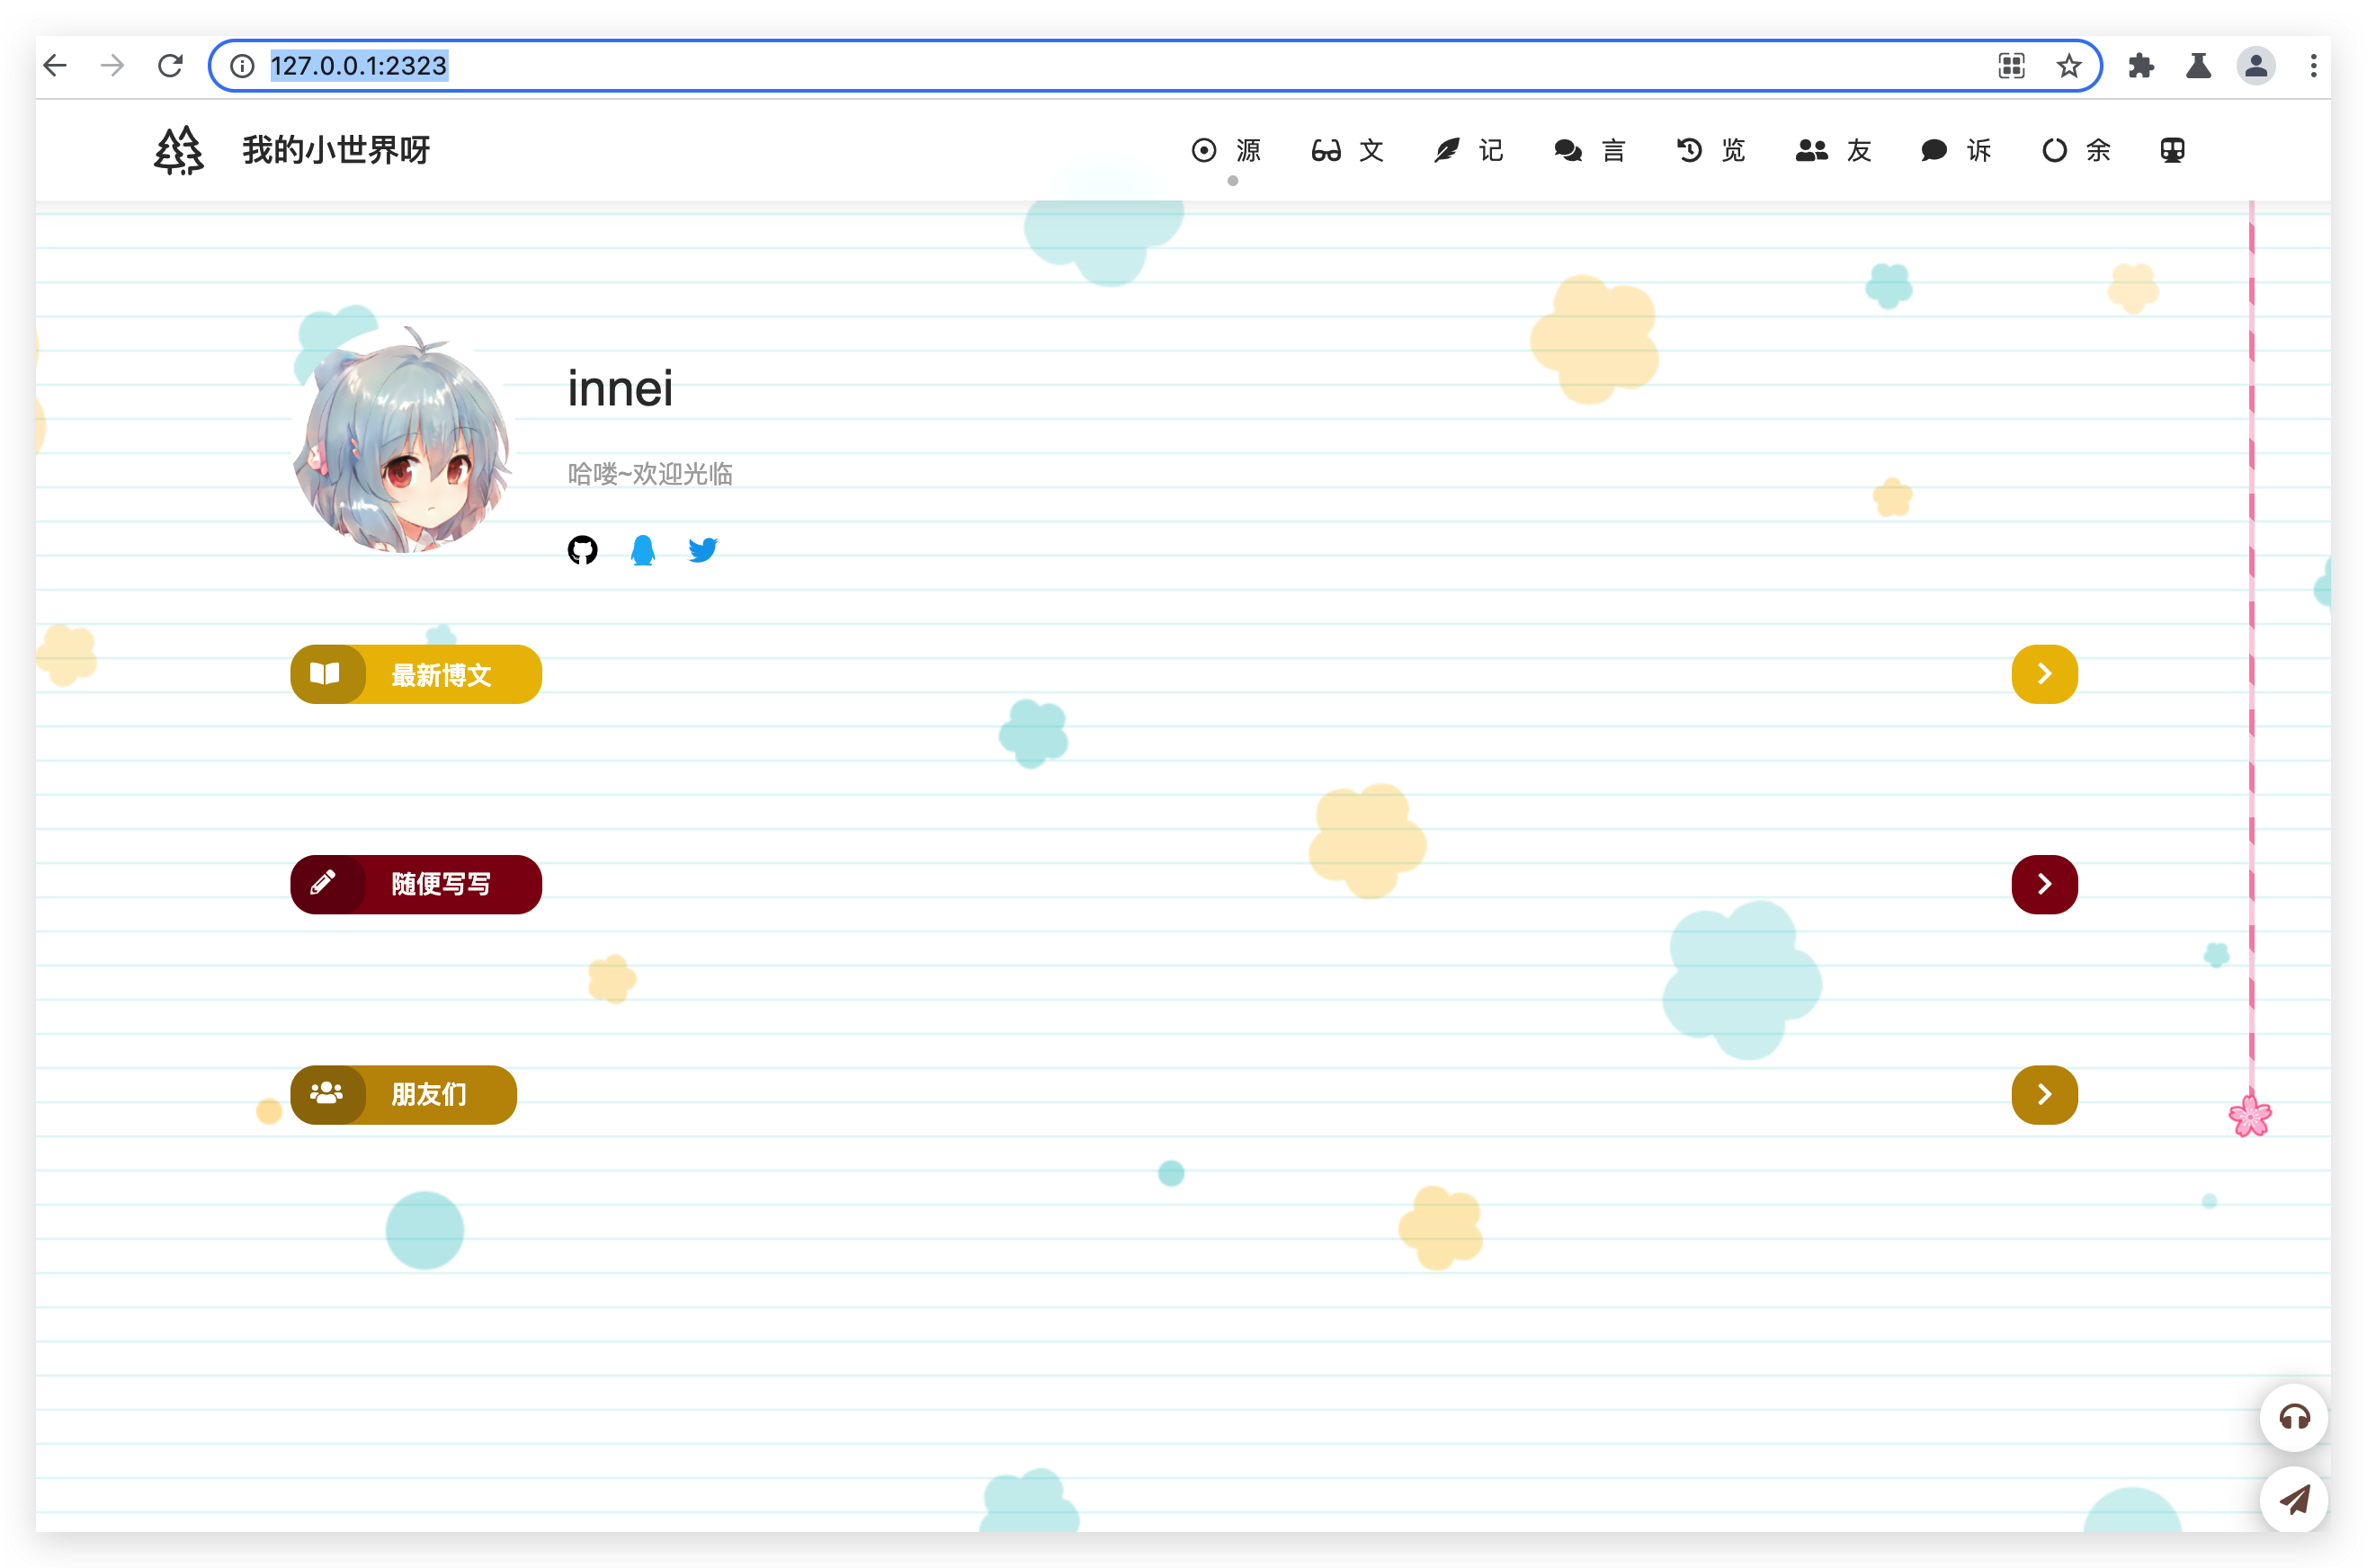 127.0.0.1:2323
我的小世界呀 源 文 记 言 览 友 诉 余
innei
哈喽~欢迎光临
最新博文
随便写写
朋友们